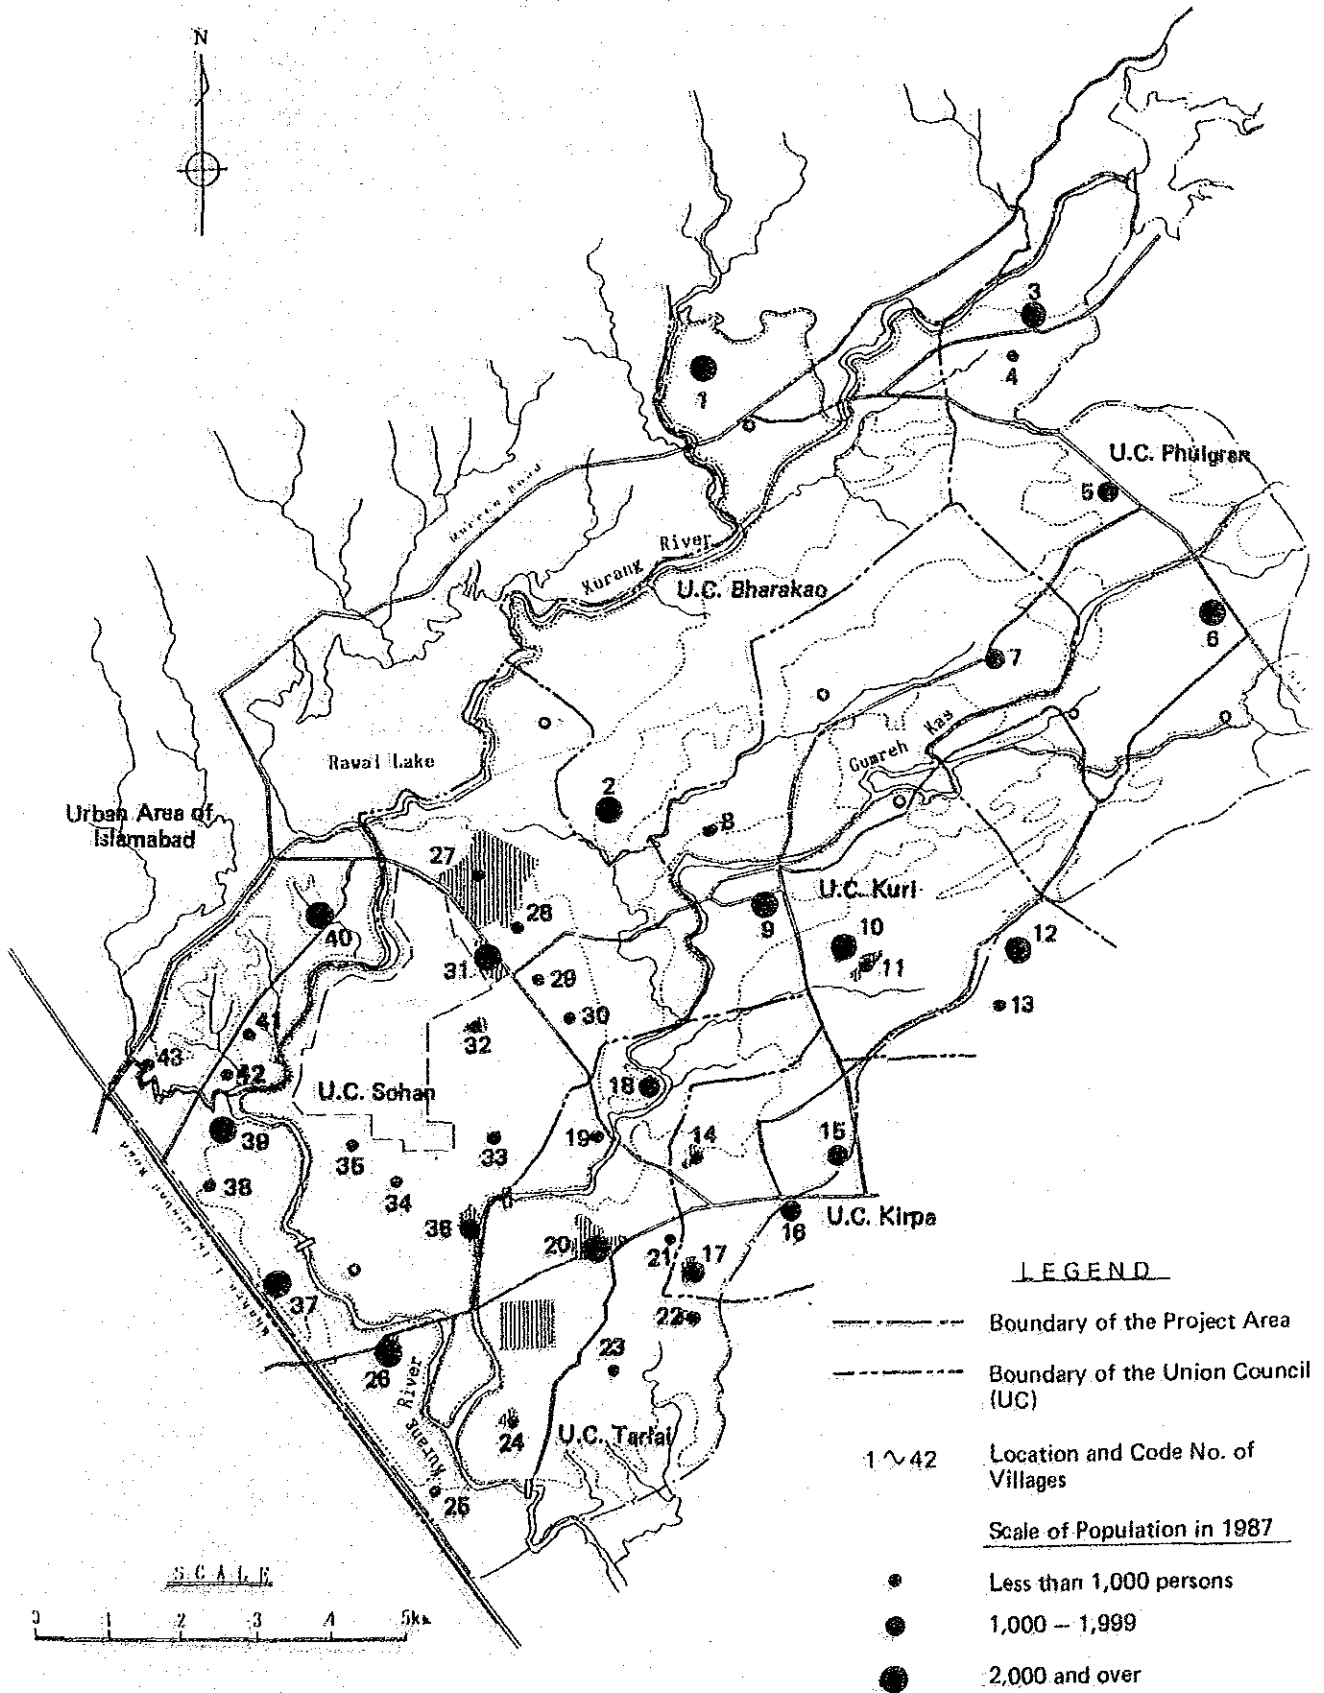 N
3
4
1
U.C. Phulgran
5
Murree Road
Kurang River
U.C. Bharakao
6
7
Gumreh Kas
Rawal Lake
2
Urban Area of
Islamabad
8
27
U.C. Kuri
28
9
10
40
31
11
12
29
13
30
41
32
43
42
18
U.C. Sohan
39
35
33
19
14
15
38
34
36
20
21
17
16
U.C. Kirpa
37
22
23
26
Kurang River
24
U.C. Tarlai
25
LEGEND
Boundary of the Project Area
Boundary of the Union Council
(UC)
1~42 Location and Code No. of
Villages
Scale of Population in 1987
Less than 1,000 persons
1,000 – 1,999
2,000 and over
SCALE
0 1 2 3 4 5km